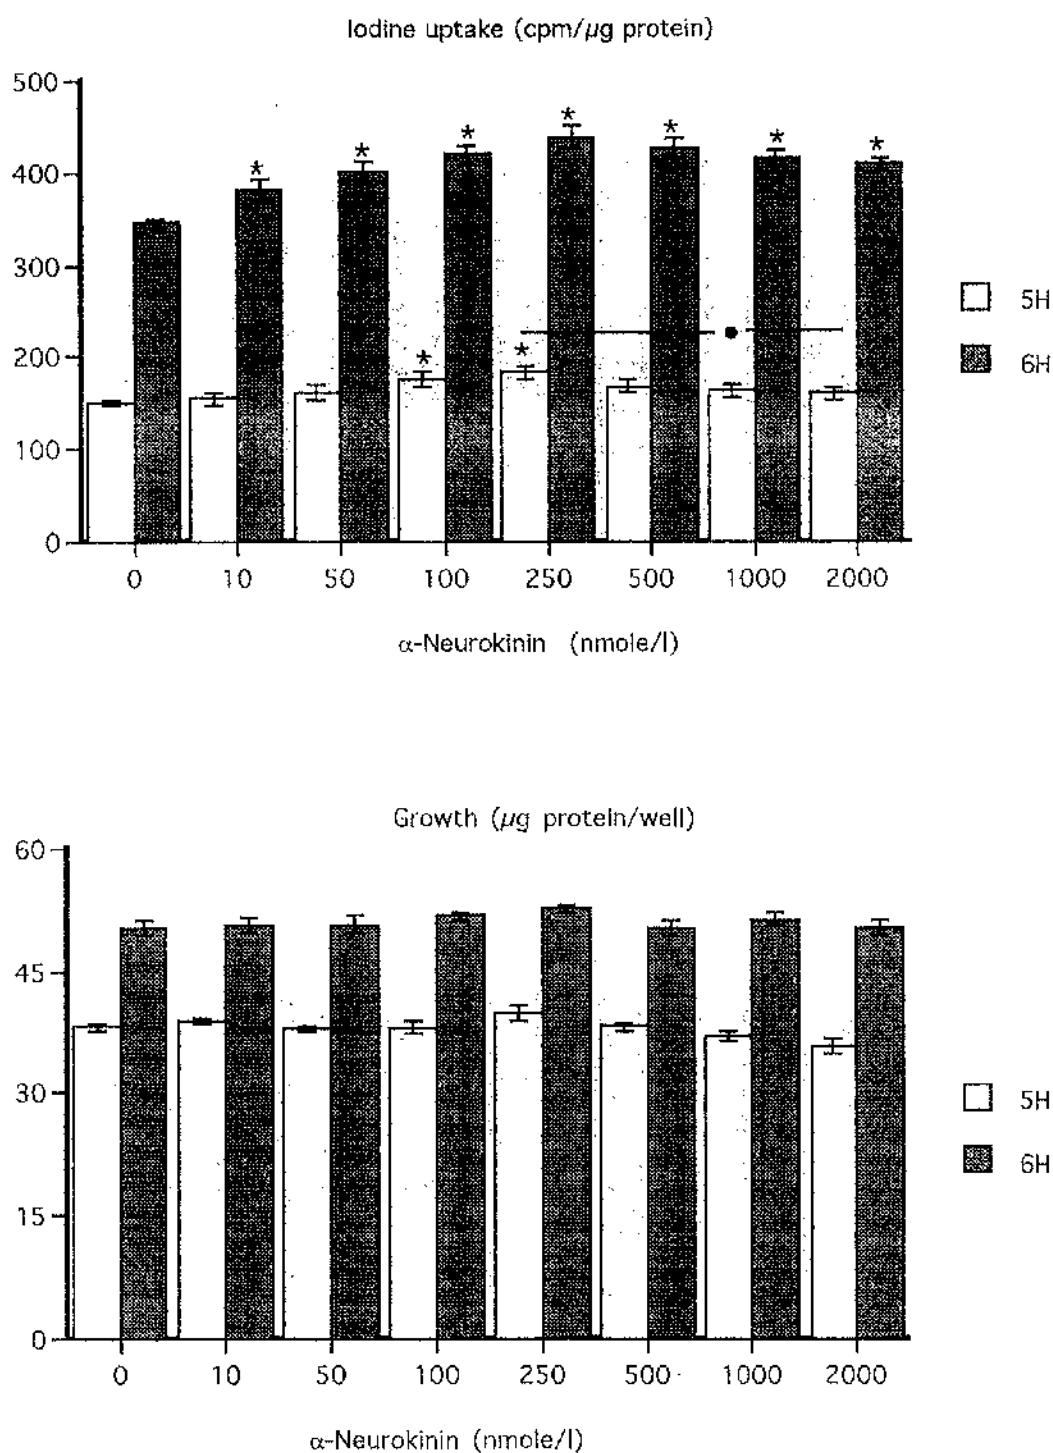 Iodine uptake (cpm/μg protein)
500
400
300
200
100
0
* * * * * * *
* *
0 10 50 100 250 500 1000 2000
α-Neurokinin (nmole/l)
5H
6H
Growth (μg protein/well)
60
45
30
15
0
0 10 50 100 250 500 1000 2000
α-Neurokinin (nmole/l)
5H
6H